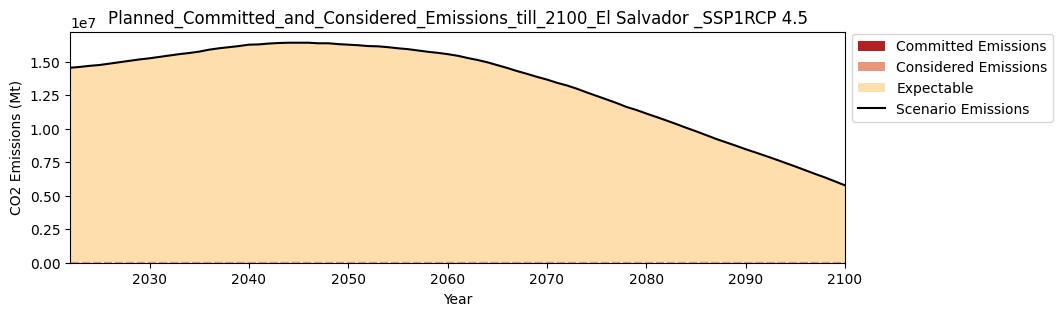 Planned_Committed_and_Considered_Emissions_till_2100_El Salvador _SSP1RCP 4.5
1e7
CO2 Emissions (Mt)
1.50
1.25
1.00
0.75
0.50
0.25
0.00
2030 2040 2050 2060 2070 2080 2090 2100
Year
Committed Emissions
Considered Emissions
Expectable
Scenario Emissions